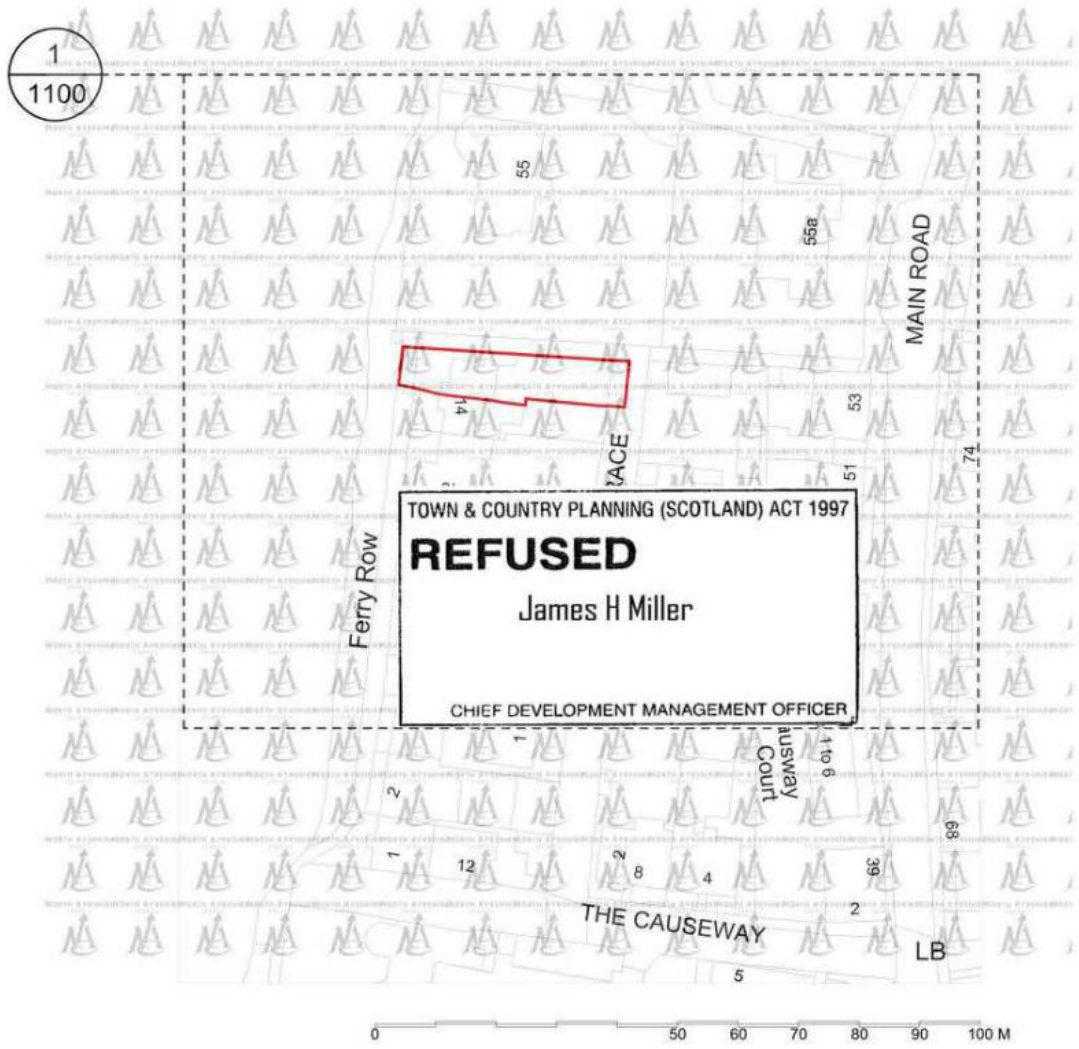 1
1100
55
55a
MAIN ROAD
14
53
51
74
RACE
TOWN & COUNTRY PLANNING (SCOTLAND) ACT 1997
REFUSED
James H Miller
CHIEF DEVELOPMENT MANAGEMENT OFFICER
Ferry Row
1
ausway
Court
1 to 6
2
1
12
2
8
4
39
68
2
THE CAUSEWAY
LB
5
0 50 60 70 80 90 100 M